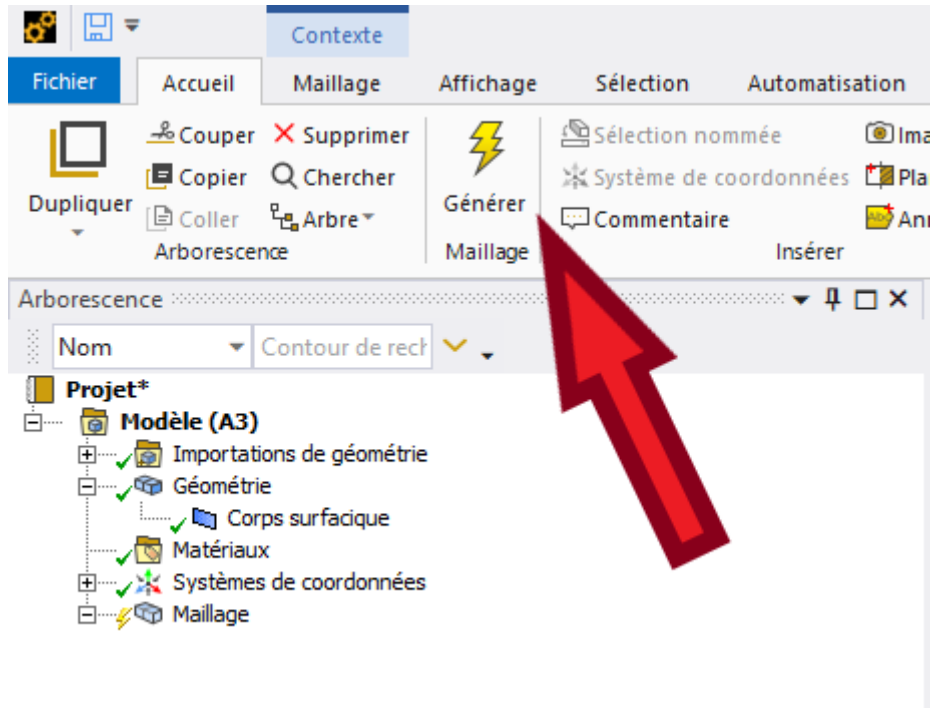 Contexte
Fichier Accueil Maillage Affichage Sélection Automatisation
Couper Supprimer Sélection nommée
Copier Chercher Système de coordonnées
Dupliquer Coller Arbre Générer Commentaire
Arborescence Maillage Insérer
Arborescence
Nom Contour de
Projet*
Modèle (A3)
Importations de géométrie
Géométrie
Corps surfacique
Matériaux
Systèmes de coordonnées
Maillage